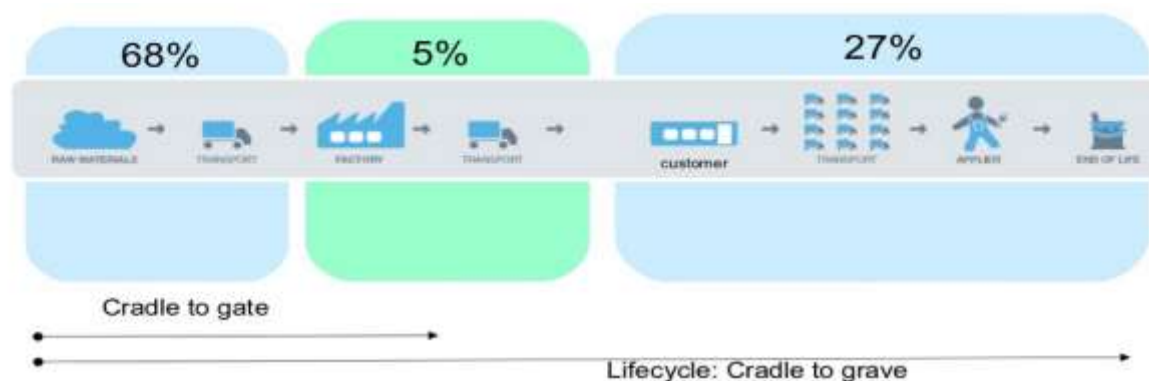 68%
5%
27%
RAW MATERIALS
TRANSPORT
FACTORY
TRANSPORT
customer
TRANSPORT
APPLIER
END OF LIFE
Cradle to gate
Lifecycle: Cradle to grave